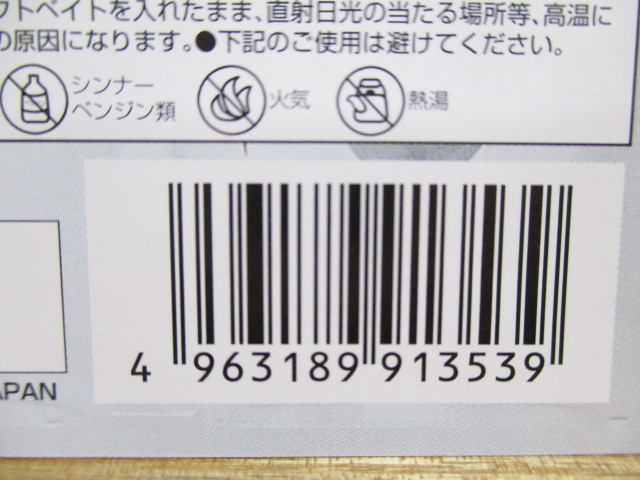 フトベイトを入れたまま、直射日光の当たる場所等、高温に
の原因になります。●下記のご使用は避けてください。
シンナー
ベンジン類
火気
熱湯
4 963189 913539
JAPAN